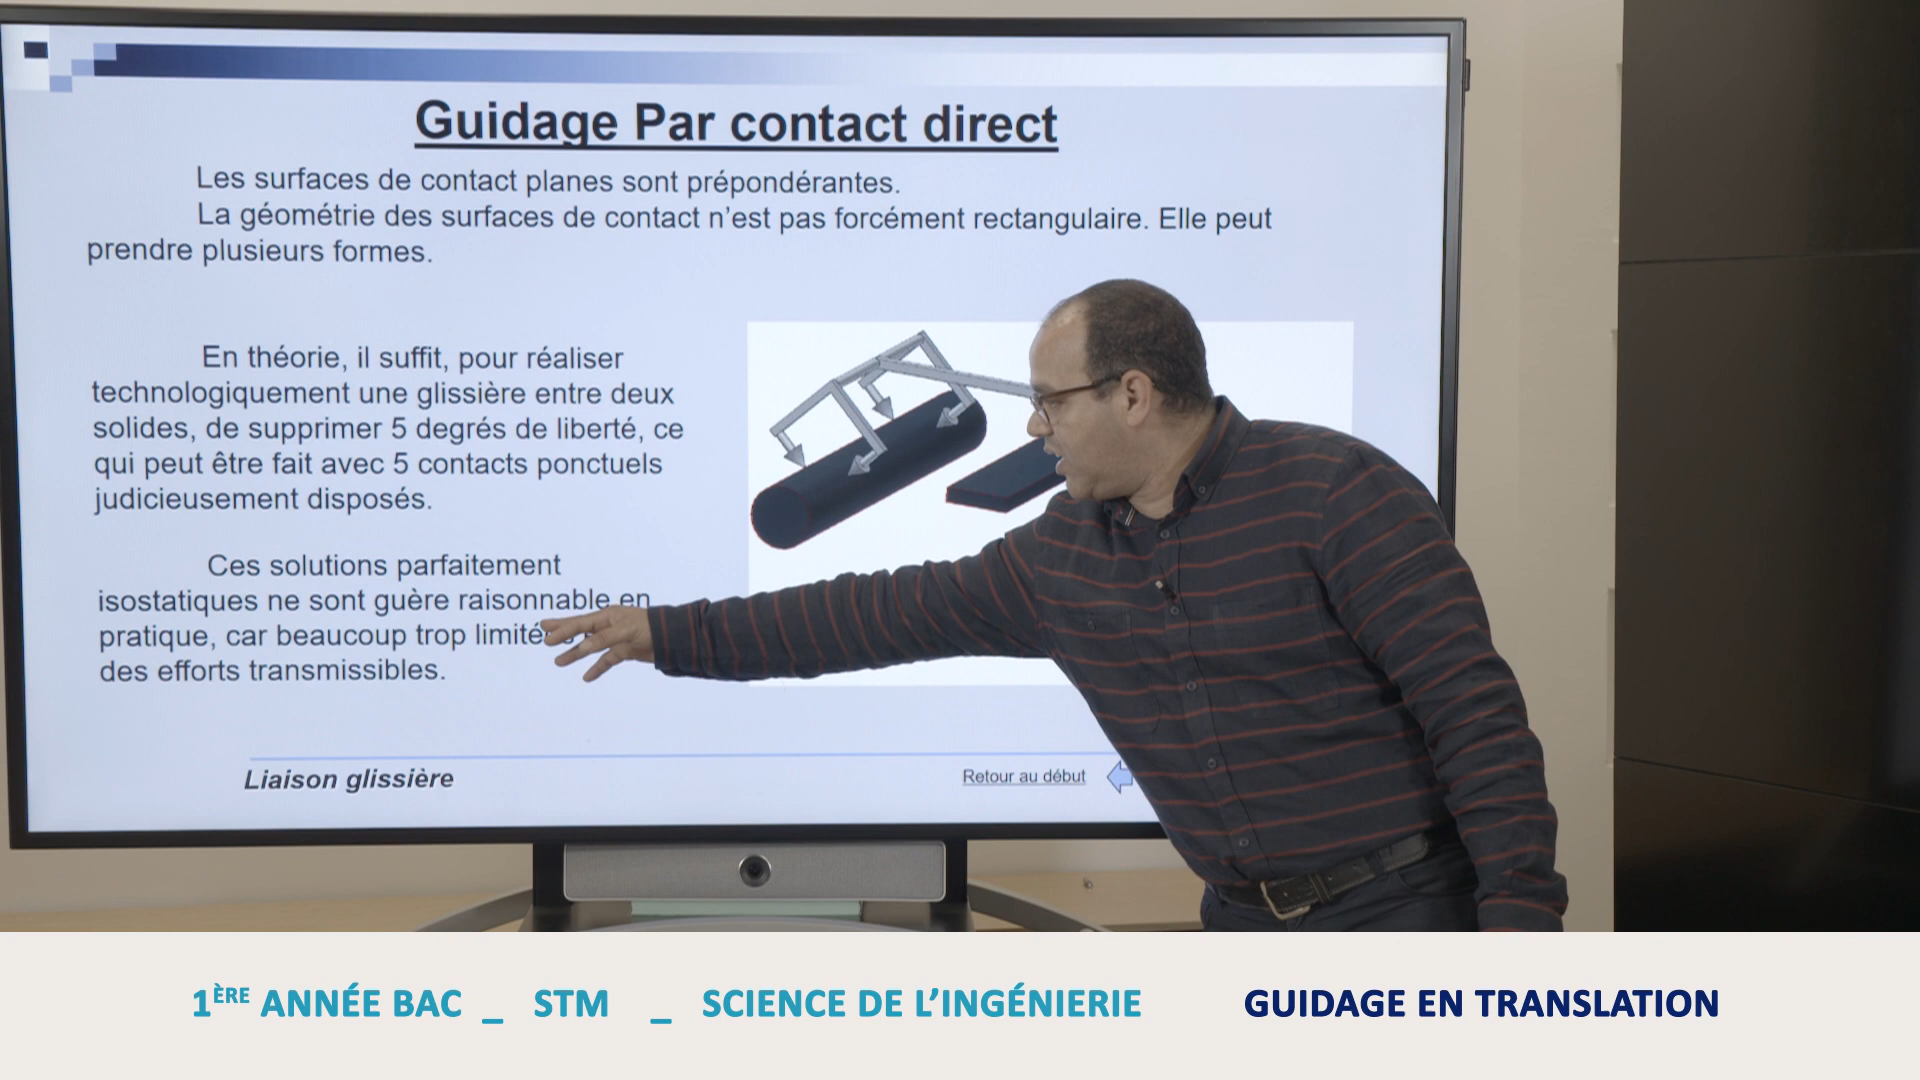 Guidage Par contact direct
Les surfaces de contact planes sont prépondérantes.
La géométrie des surfaces de contact n'est pas forcément rectangulaire. Elle peut
prendre plusieurs formes.
En théorie, il suffit, pour réaliser
technologiquement une glissière entre deux
solides, de supprimer 5 degrés de liberté, ce
qui peut être fait avec 5 contacts ponctuels
judicieusement disposés.
Ces solutions parfaitement
isostatiques ne sont guère raisonnable en
pratique, car beaucoup trop
des efforts transmissibles.
Liaison glissière
Retour au début
1ÈRE ANNÉE BAC _ STM _ SCIENCE DE L'INGÉNIERIE GUIDAGE EN TRANSLATION